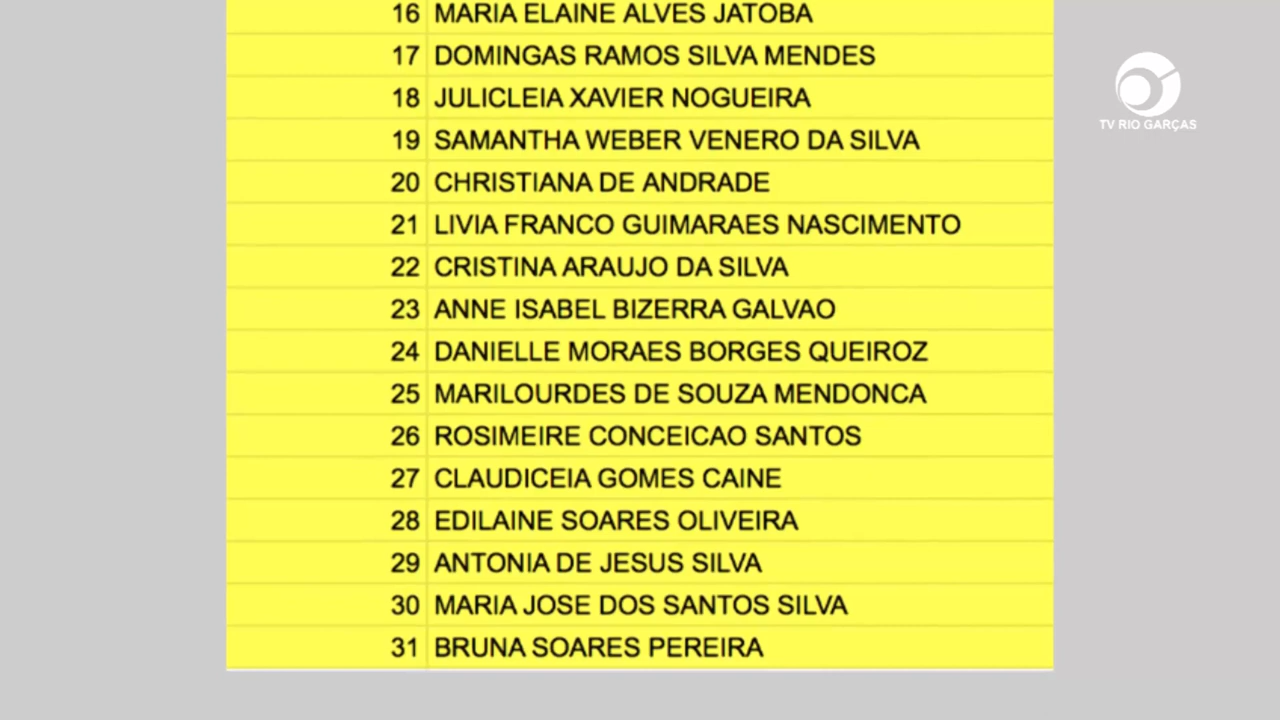 16 MARIA ELAINE ALVES JATOBA
17 DOMINGAS RAMOS SILVA MENDES
18 JULICLEIA XAVIER NOGUEIRA
19 SAMANTHA WEBER VENERO DA SILVA
20 CHRISTIANA DE ANDRADE
21 LIVIA FRANCO GUIMARAES NASCIMENTO
22 CRISTINA ARAUJO DA SILVA
23 ANNE ISABEL BIZERRA GALVAO
24 DANIELLE MORAES BORGES QUEIROZ
25 MARILOURDES DE SOUZA MENDONCA
26 ROSIMEIRE CONCEICAO SANTOS
27 CLAUDICEIA GOMES CAINE
28 EDILAINE SOARES OLIVEIRA
29 ANTONIA DE JESUS SILVA
30 MARIA JOSE DOS SANTOS SILVA
31 BRUNA SOARES PEREIRA
TV RIO GARÇAS